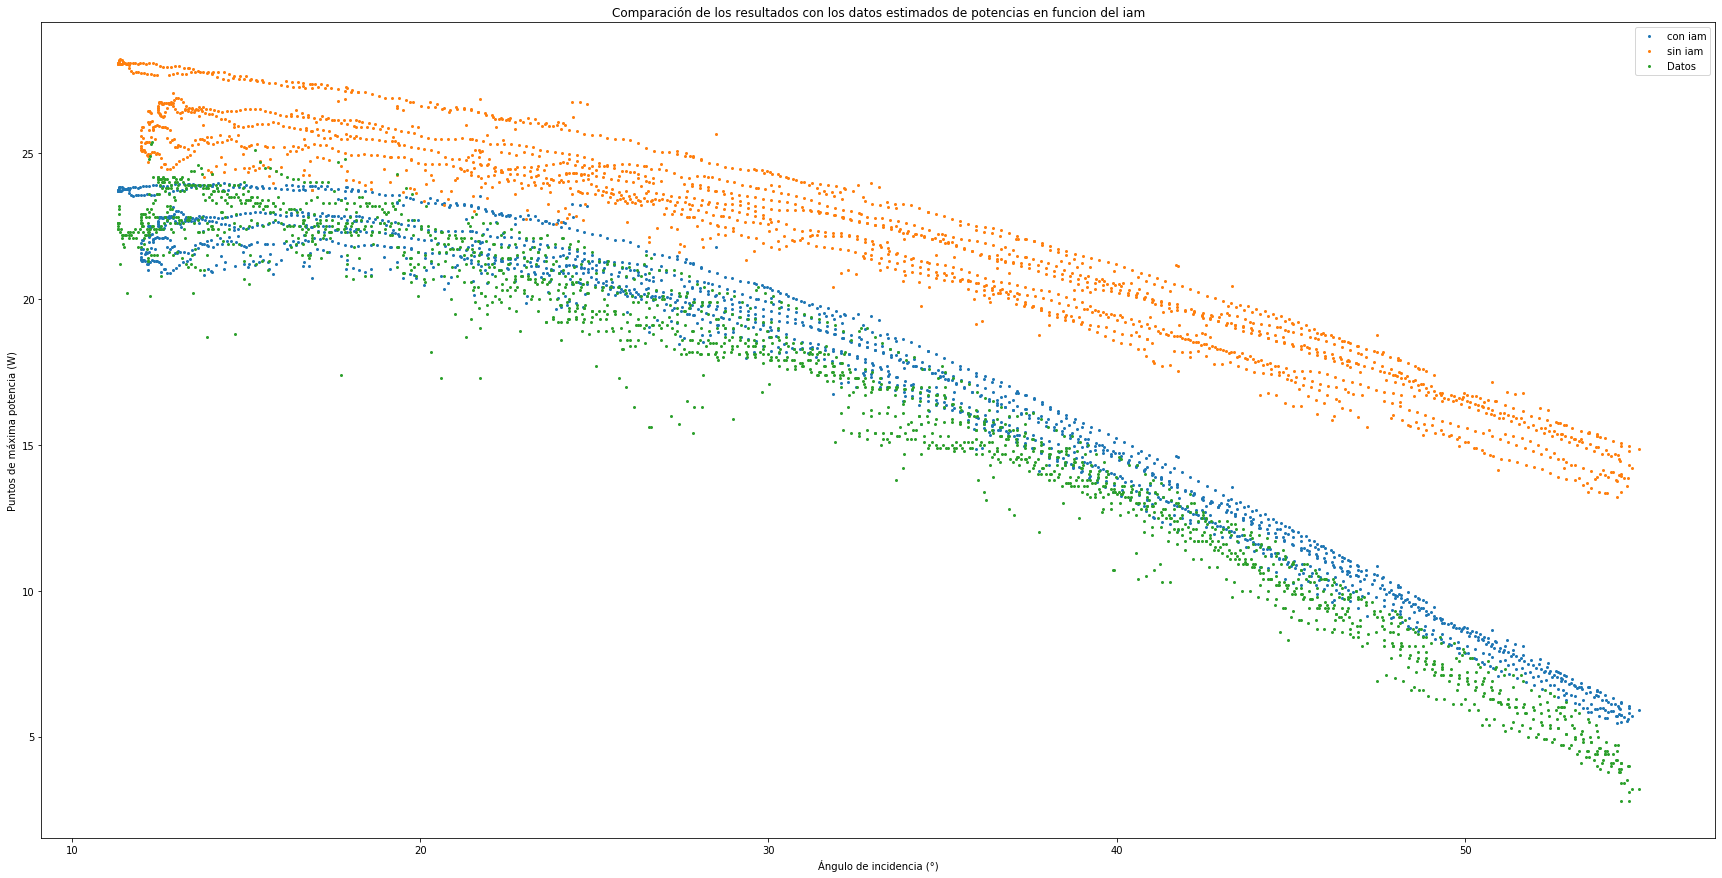 Comparación de los resultados con los datos estimados de potencias en funcion del iam
con iam
sin iam
Datos
Puntos de máxima potencia (W)
25
20
15
10
5
10
20
30
40
50
Ángulo de incidencia (°)